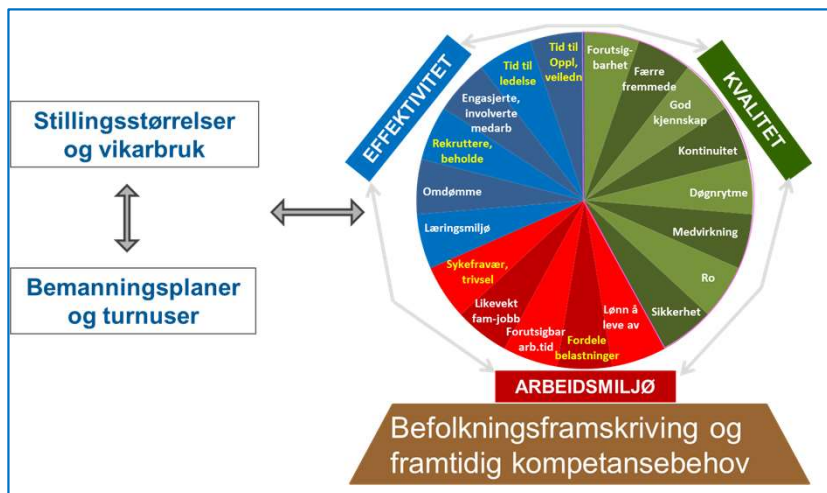 Stillingsstørrelser
og vikarbruk
Bemanningsplaner
og turnuser
EFFEKTIVITET
KVALITET
ARBEIDSMILJØ
Forutsig-
barhet
Færre
fremmede
God
kjennskap
Kontinuitet
Døgnrytme
Medvirkning
Ro
Sikkerhet
Lønn å
leve av
Fordele
belastninger
Forutsigbar
arb.tid
Likevekt
fam-jobb
Sykefravær,
trivsel
Læringsmiljø
Omdømme
Rekruttere,
beholde
Engasjerte,
involverte
medarb
Tid til
ledelse
Tid til
Oppl,
veiledn
Befolkningsframskriving og
framtidig kompetansebehov